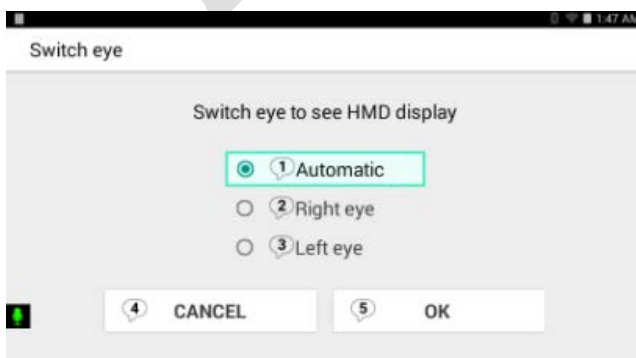 1:47 AM
Switch eye
Switch eye to see HMD display
1 Automatic
2 Right eye
3 Left eye
4 CANCEL 5 OK